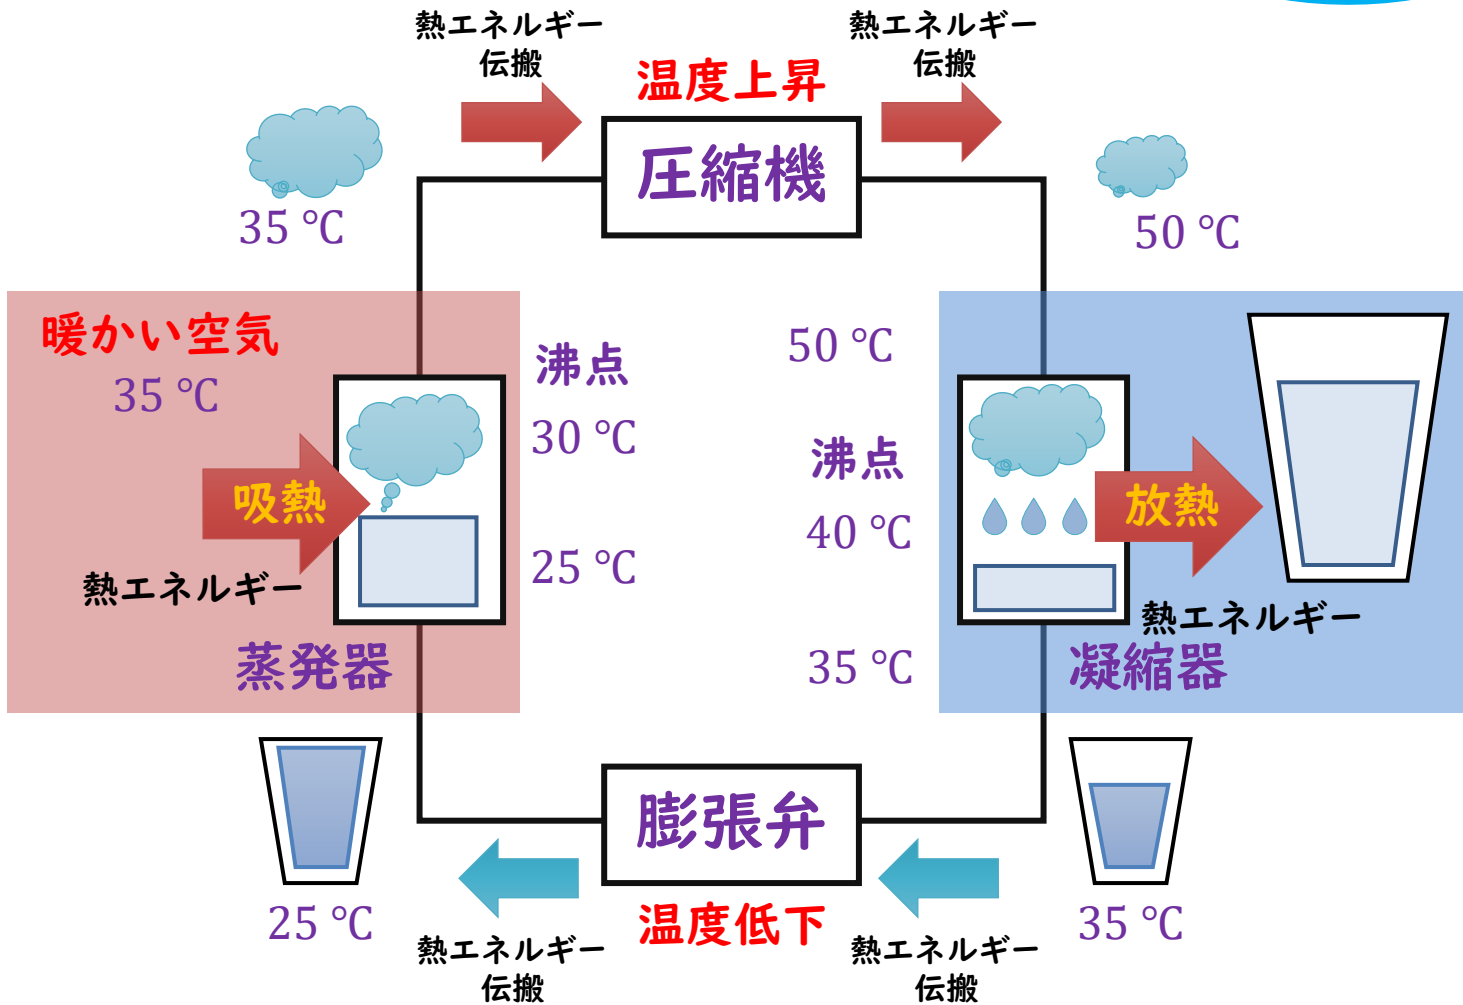 熱エネルギー
伝搬
熱エネルギー
伝搬
温度上昇
圧縮機
35 ℃
50 ℃
暖かい空気
35 ℃
沸点
30 ℃
25 ℃
吸熱
熱エネルギー
蒸発器
50 ℃
沸点
40 ℃
35 ℃
放熱
熱エネルギー
凝縮器
膨張弁
温度低下
25 ℃
35 ℃
熱エネルギー
伝搬
熱エネルギー
伝搬